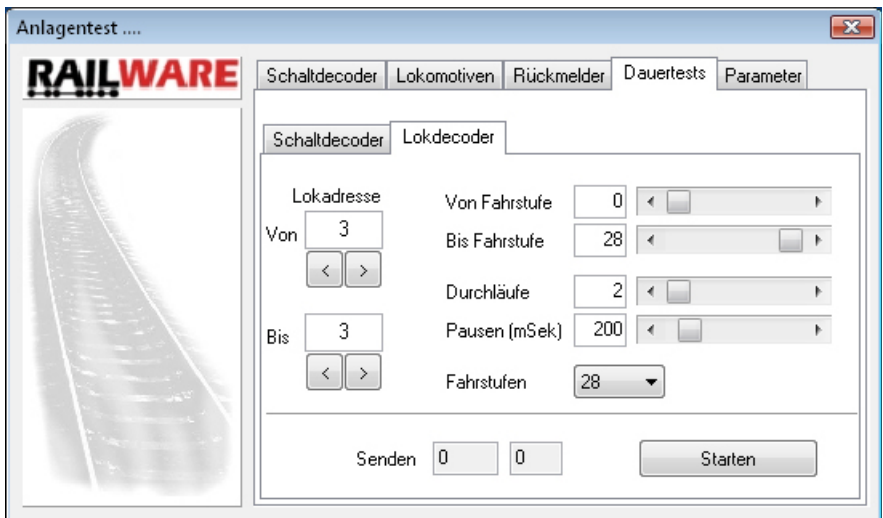 Anlagentest ....
RAILWARE
Schaltdecoder Lokomotiven Rückmelder Dauertests Parameter
Schaltdecoder Lokdecoder
Lokadresse
Von 3
< >
Bis 3
< >
Von Fahrstufe 0
Bis Fahrstufe 28
Durchläufe 2
Pausen (mSek) 200
Fahrstufen 28
Senden 0 0 Starten